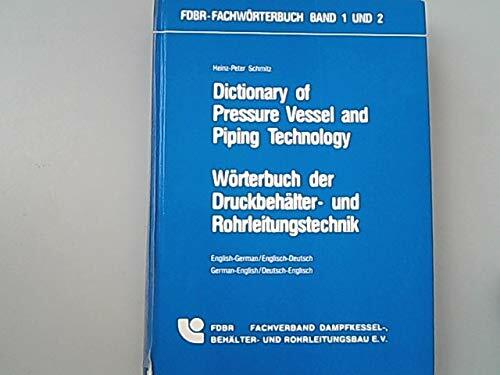 FDBR-FACHWÖRTERBUCH BAND 1 UND 2
Heinz-Peter Schmitz
Dictionary of
Pressure Vessel and
Piping Technology
Wörterbuch der
Druckbehälter- und
Rohrleitungstechnik
English-German/Englisch-Deutsch
German-English/Deutsch-Englisch
FDBR FACHVERBAND DAMPFKESSEL-,
BEHÄLTER- UND ROHRLEITUNGSBAU E.V.